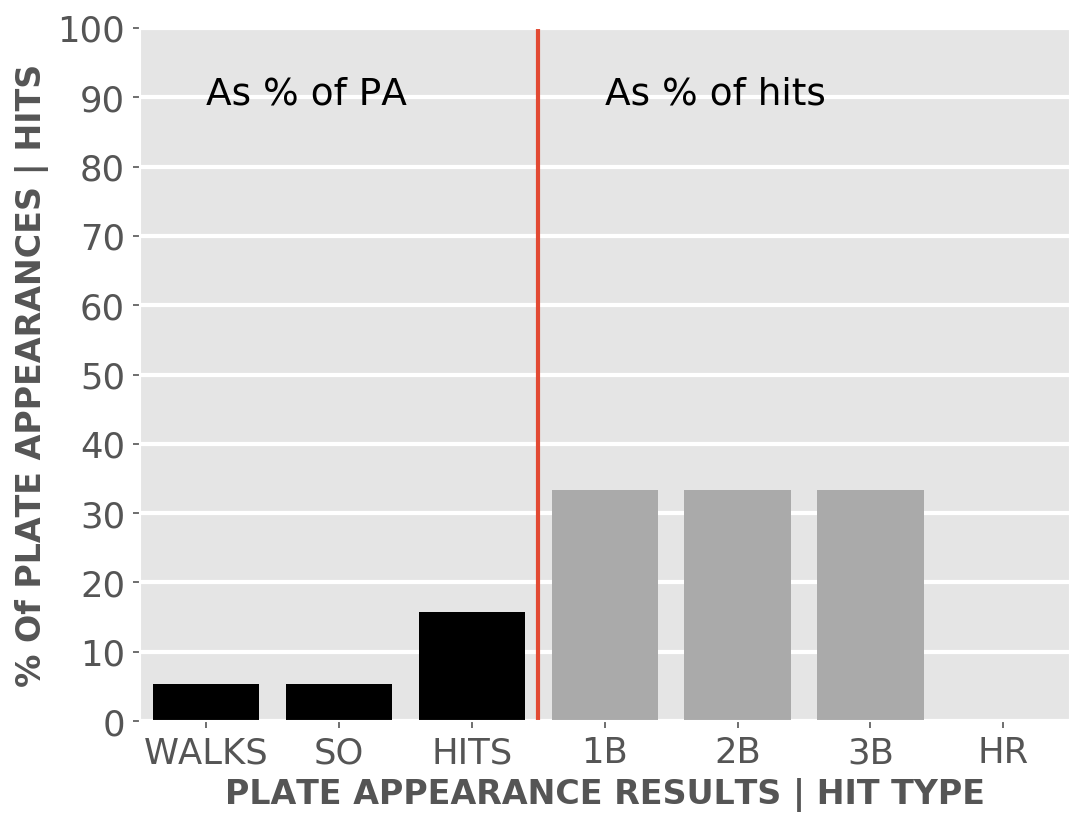 % Of PLATE APPEARANCES | HITS
100
90
80
70
60
50
40
30
20
10
0
As % of PA
As % of hits
WALKS SO HITS 1B 2B 3B HR
PLATE APPEARANCE RESULTS | HIT TYPE